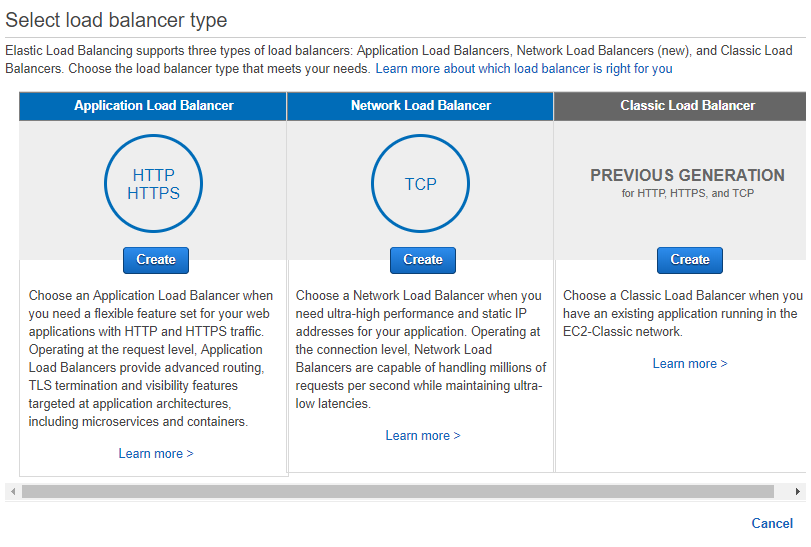 Select load balancer type
Elastic Load Balancing supports three types of load balancers: Application Load Balancers, Network Load Balancers (new), and Classic Load
Balancers. Choose the load balancer type that meets your needs. Learn more about which load balancer is right for you
Application Load Balancer
HTTP
HTTPS
Create
Choose an Application Load Balancer when
you need a flexible feature set for your web
applications with HTTP and HTTPS traffic.
Operating at the request level, Application
Load Balancers provide advanced routing,
TLS termination and visibility features
targeted at application architectures,
including microservices and containers.
Learn more >
Network Load Balancer
TCP
Create
Choose a Network Load Balancer when you
need ultra-high performance and static IP
addresses for your application. Operating at
the connection level, Network Load
Balancers are capable of handling millions of
requests per second while maintaining ultra-
low latencies.
Learn more >
Classic Load Balancer
PREVIOUS GENERATION
for HTTP, HTTPS, and TCP
Create
Choose a Classic Load Balancer when you
have an existing application running in the
EC2-Classic network.
Learn more >
Cancel